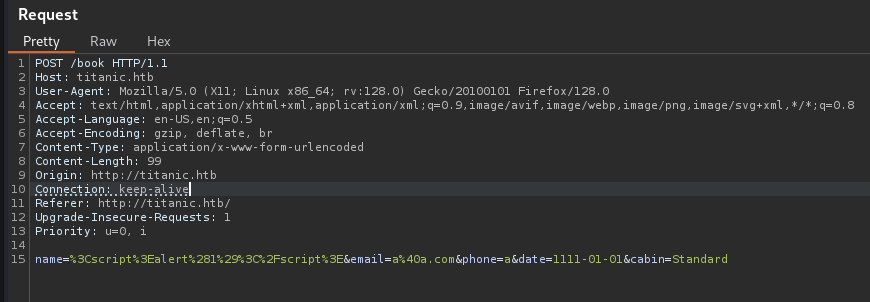 Request
Pretty Raw Hex
1 POST /book HTTP/1.1
2 Host: titanic.htb
3 User-Agent: Mozilla/5.0 (X11; Linux x86_64; rv:128.0) Gecko/20100101 Firefox/128.0
4 Accept: text/html,application/xhtml+xml,application/xml;q=0.9,image/avif,image/webp,image/png,image/svg+xml,*/*;q=0.8
5 Accept-Language: en-US,en;q=0.5
6 Accept-Encoding: gzip, deflate, br
7 Content-Type: application/x-www-form-urlencoded
8 Content-Length: 99
9 Origin: http://titanic.htb
10 Connection: keep-alive
11 Referer: http://titanic.htb/
12 Upgrade-Insecure-Requests: 1
13 Priority: u=0, i
14
15 name=%3Cscript%3Ealert%281%29%3C%2Fscript%3E&email=a%40a.com&phone=a&date=1111-01-01&cabin=Standard